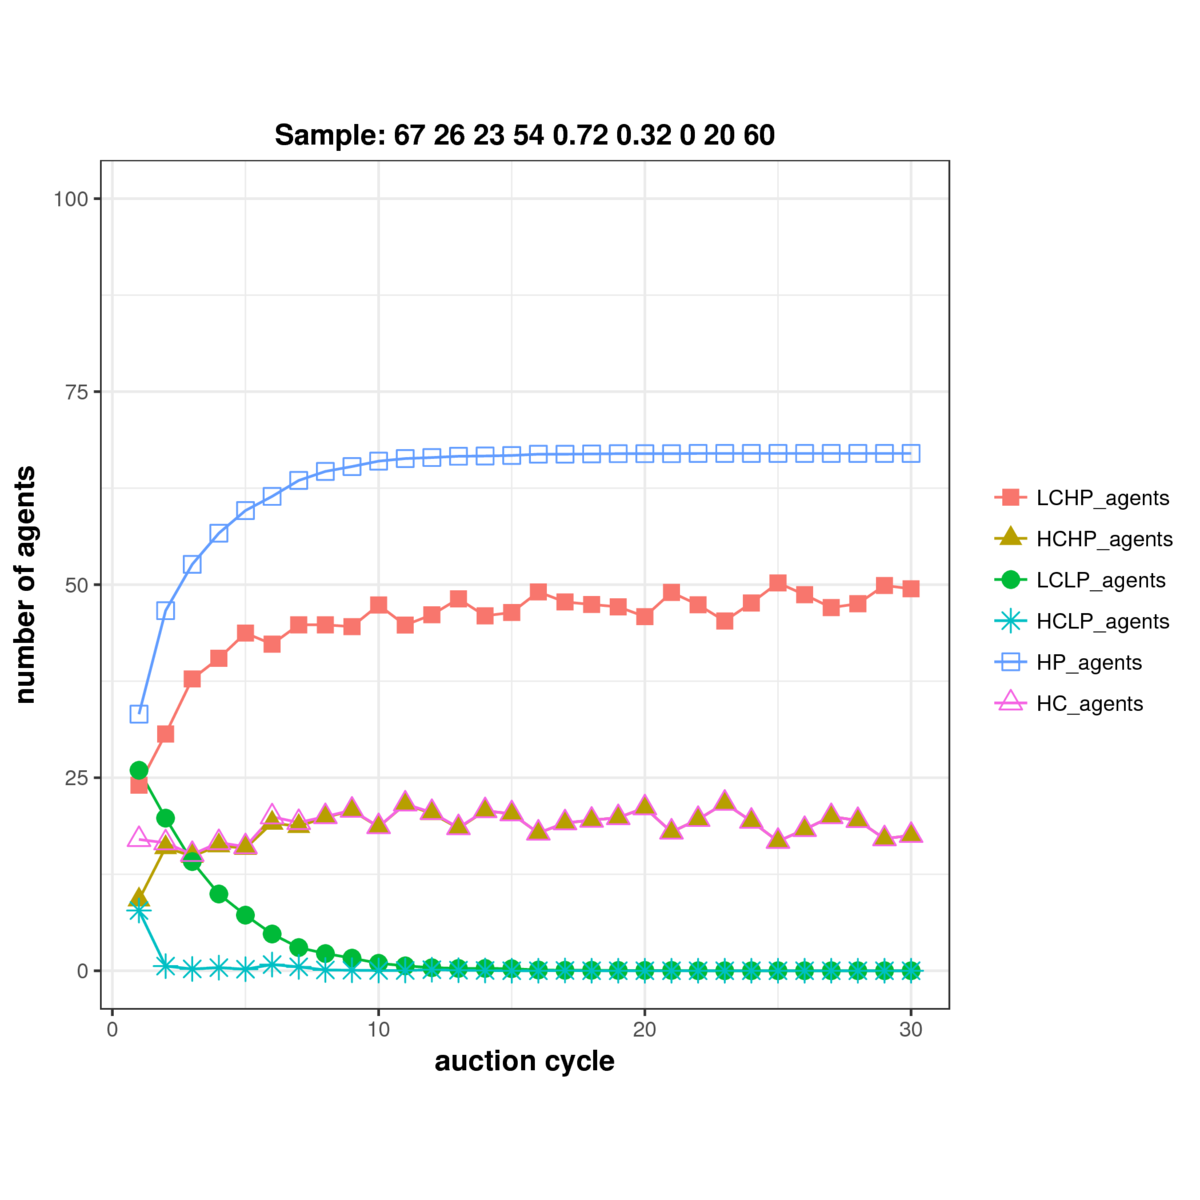 Sample: 67 26 23 54 0.72 0.32 0 20 60
100
75
50
25
0
number of agents
0 10 20 30
auction cycle
LCHP_agents
HCHP_agents
LCLP_agents
HCLP_agents
HP_agents
HC_agents